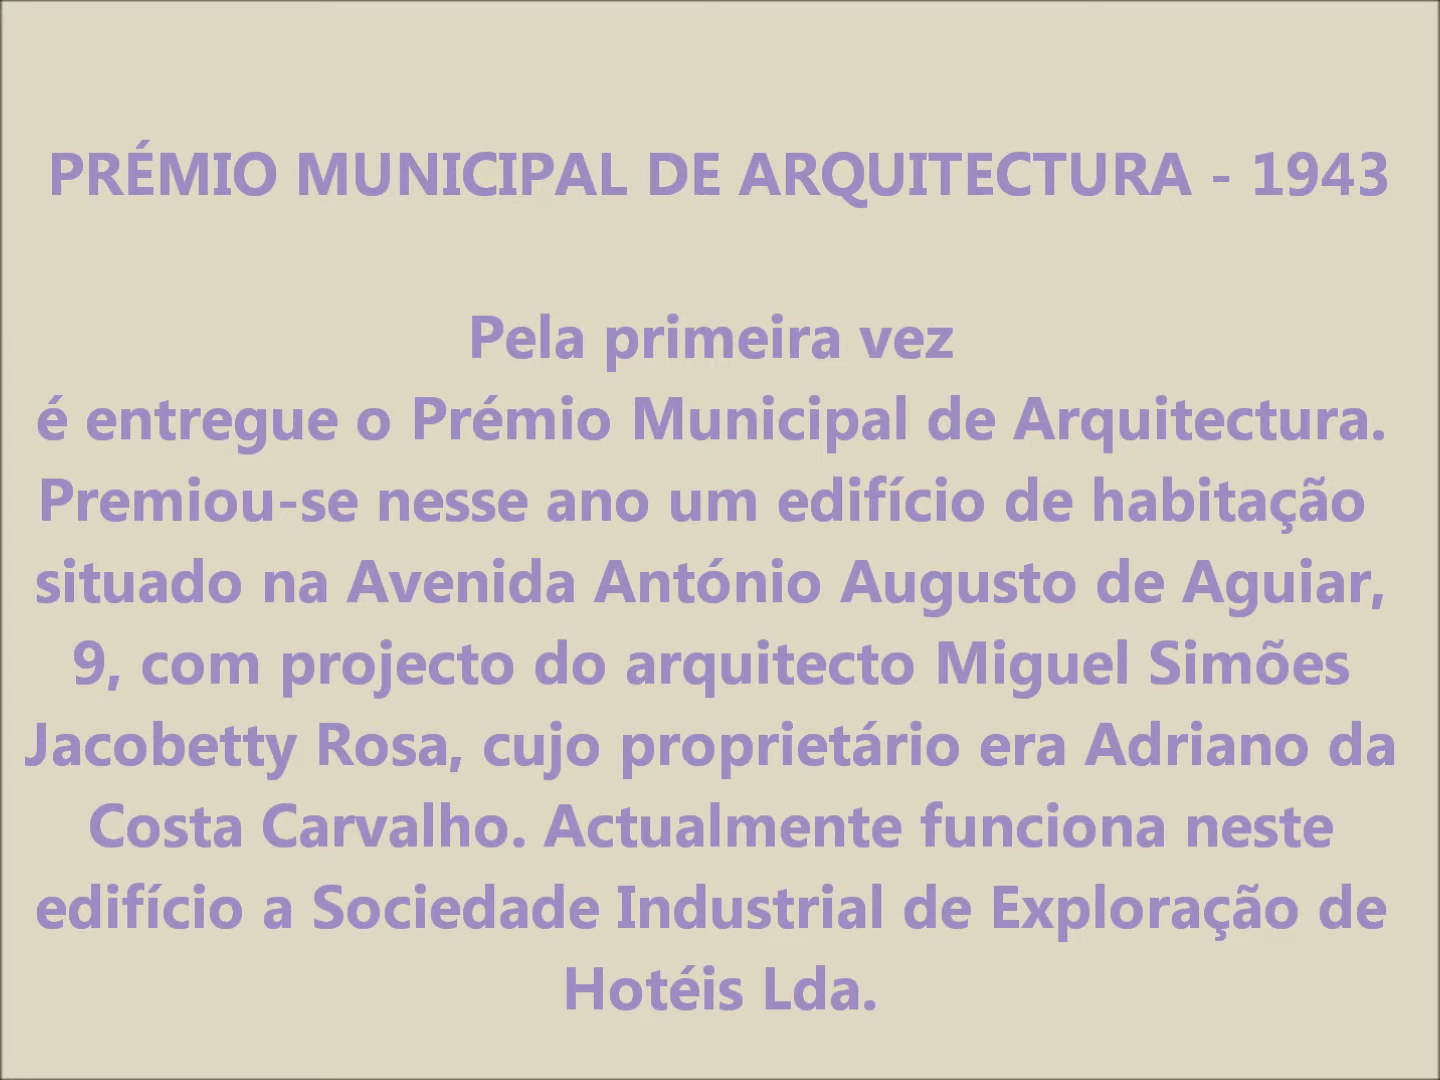 PRÉMIO MUNICIPAL DE ARQUITECTURA - 1943
Pela primeira vez
é entregue o Prémio Municipal de Arquitectura.
Premiou-se nesse ano um edifício de habitação
situado na Avenida António Augusto de Aguiar,
9, com projecto do arquitecto Miguel Simões
Jacobetty Rosa, cujo proprietário era Adriano da
Costa Carvalho. Actualmente funciona neste
edifício a Sociedade Industrial de Exploração de
Hotéis Lda.